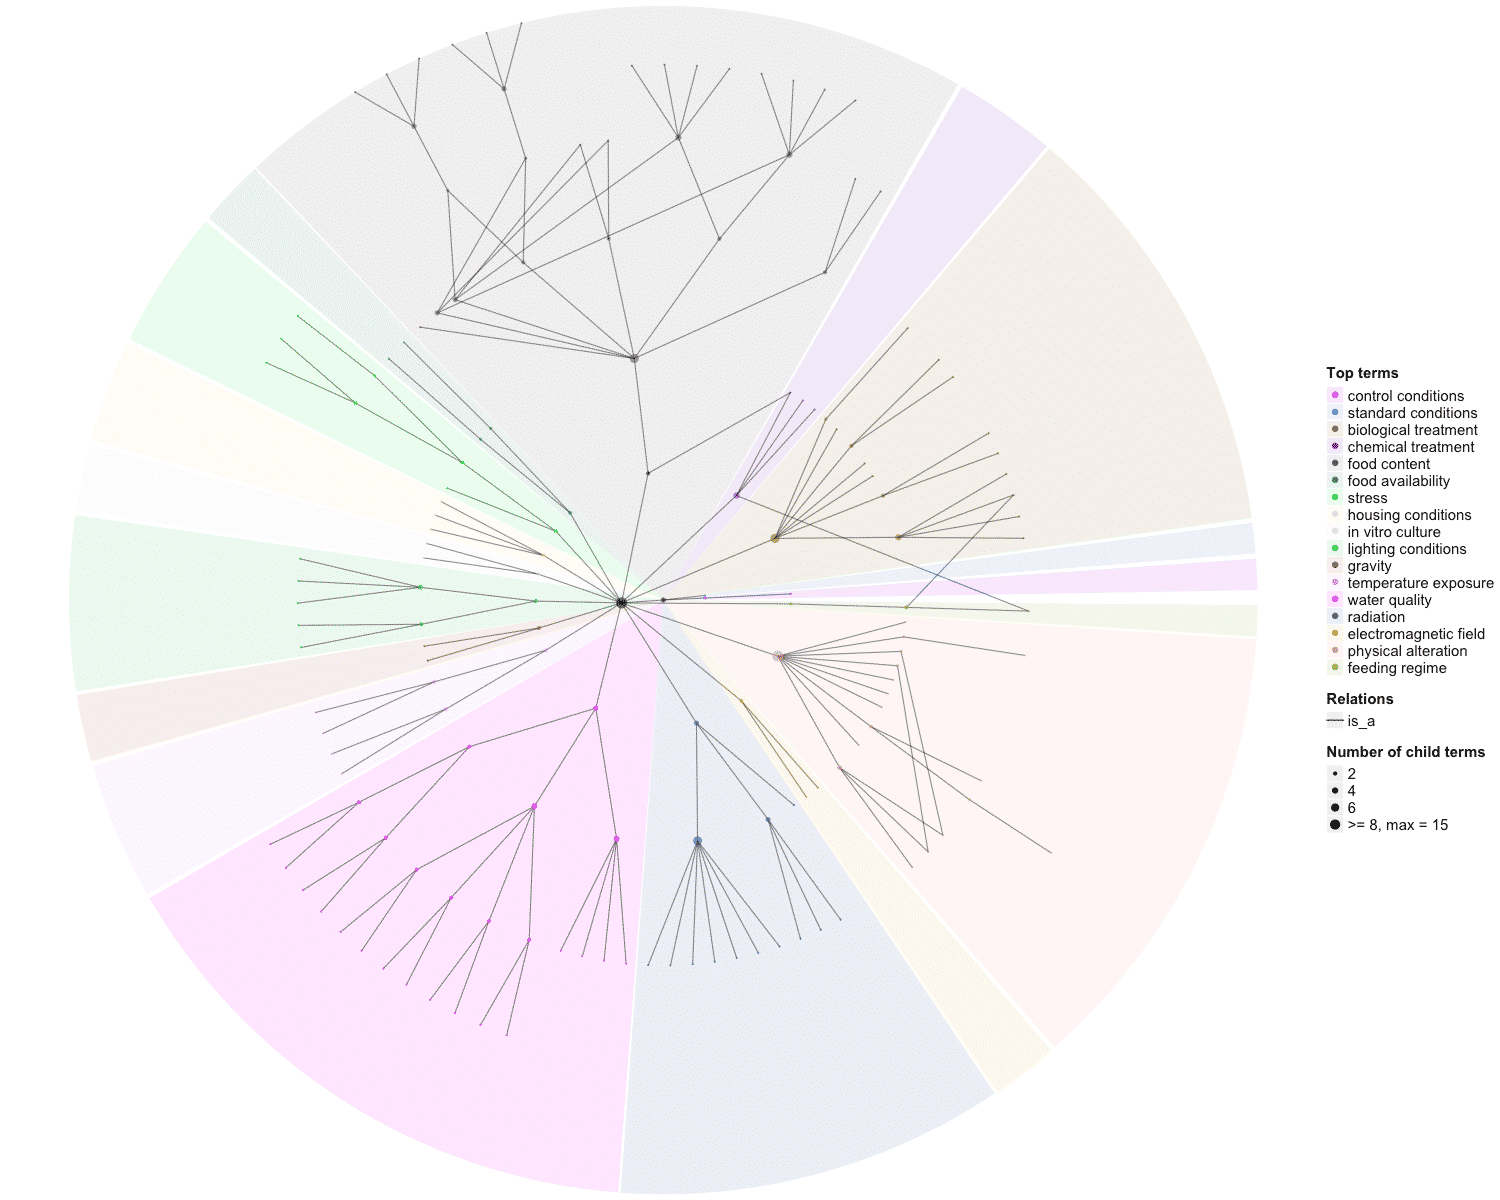 Top terms
control conditions
standard conditions
biological treatment
chemical treatment
food content
food availability
stress
housing conditions
in vitro culture
lighting conditions
gravity
temperature exposure
water quality
radiation
electromagnetic field
physical alteration
feeding regime
Relations
is_a
Number of child terms
2
4
6
>= 8, max = 15